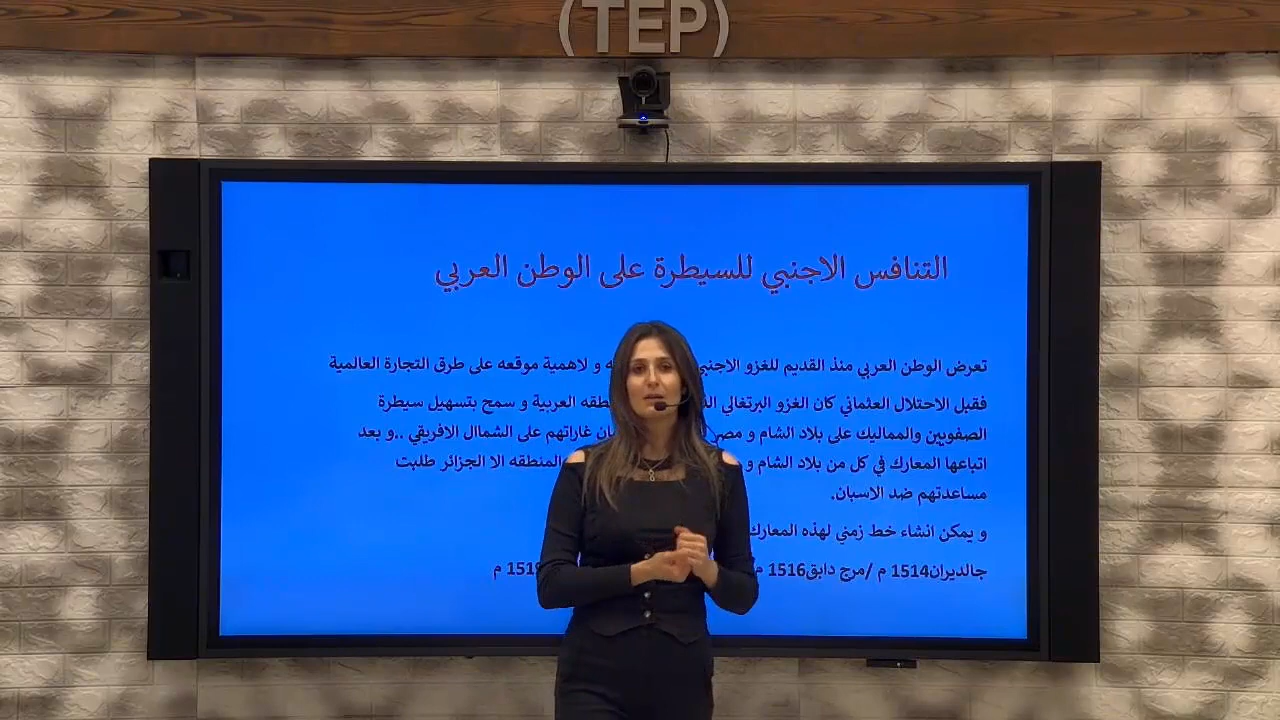 (TEP)
التنافس الاجنبي للسيطرة على الوطن العربي
تعرض الوطن العربي منذ القديم للغزو الاجنبي و لاهمية موقعه على طرق التجارة العالمية
فقبل الاحتلال العثماني كان الغزو البرتغالي العربية و سمح بتسهيل سيطرة
الصفويين والمماليك على بلاد الشام و مصر غاراتهم على الشماال الافريقي ..و بعد
اتباعها المعارك في كل من بلاد الشام و المنطقه الا الجزائر طلبت
مساعدتهم ضد الاسبان.
و يمكن انشاء خط زمني لهذه المعارك
جالديران1514 م /مرج دابق1516 م م